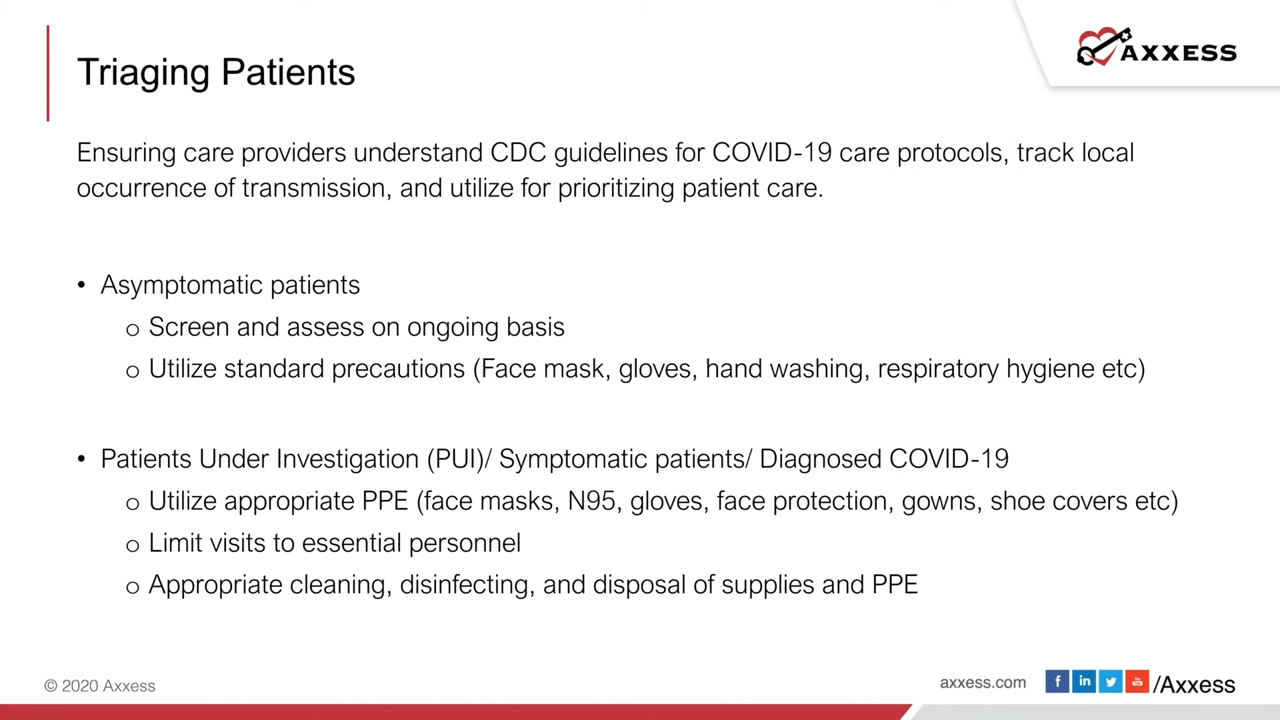 AXXESS
Triaging Patients
Ensuring care providers understand CDC guidelines for COVID-19 care protocols, track local
occurrence of transmission, and utilize for prioritizing patient care.
• Asymptomatic patients
o Screen and assess on ongoing basis
o Utilize standard precautions (Face mask, gloves, hand washing, respiratory hygiene etc)
• Patients Under Investigation (PUI)/ Symptomatic patients/ Diagnosed COVID-19
o Utilize appropriate PPE (face masks, N95, gloves, face protection, gowns, shoe covers etc)
o Limit visits to essential personnel
o Appropriate cleaning, disinfecting, and disposal of supplies and PPE
© 2020 Axxess
axxess.com f in /Axxess